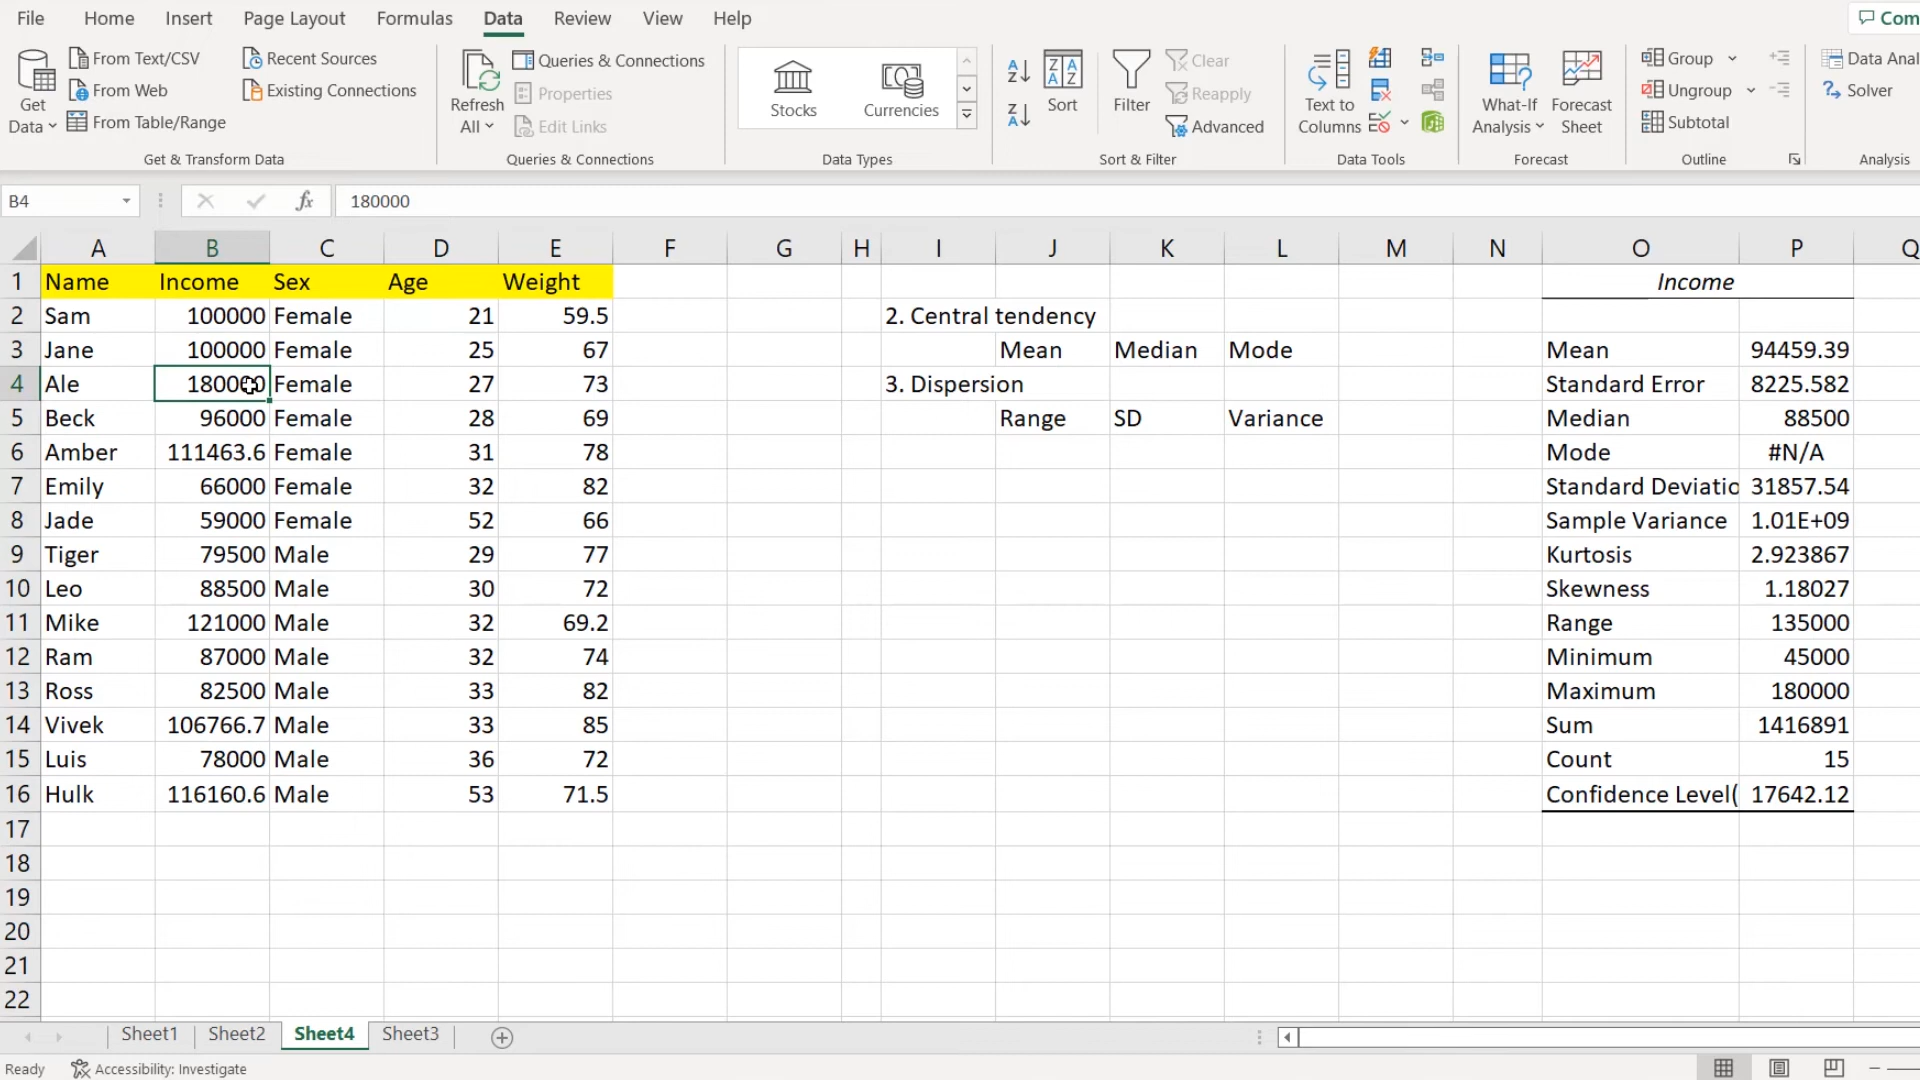 File Home Insert Page Layout Formulas Data Review View Help Com
Get Data From Text/CSV From Web From Table/Range Recent Sources Existing Connections
Get & Transform Data
Refresh All Queries & Connections Properties Edit Links
Queries & Connections
Stocks Currencies
Data Types
Sort Filter Clear Reapply Advanced
Sort & Filter
Text to Columns
Data Tools
What-If Analysis Forecast Sheet
Forecast
Group Ungroup Subtotal
Outline
Data Anal Solver
Analysis
B4 fx 180000
A B C D E F G H I J K L M N O P Q
1 Name Income Sex Age Weight Income
2 Sam 100000 Female 21 59.5 2. Central tendency
3 Jane 100000 Female 25 67 Mean Median Mode Mean 94459.39
4 Ale 180000 Female 27 73 3. Dispersion Standard Error 8225.582
5 Beck 96000 Female 28 69 Range SD Variance Median 88500
6 Amber 111463.6 Female 31 78 Mode #N/A
7 Emily 66000 Female 32 82 Standard Deviatio 31857.54
8 Jade 59000 Female 52 66 Sample Variance 1.01E+09
9 Tiger 79500 Male 29 77 Kurtosis 2.923867
10 Leo 88500 Male 30 72 Skewness 1.18027
11 Mike 121000 Male 32 69.2 Range 135000
12 Ram 87000 Male 32 74 Minimum 45000
13 Ross 82500 Male 33 82 Maximum 180000
14 Vivek 106766.7 Male 33 85 Sum 1416891
15 Luis 78000 Male 36 72 Count 15
16 Hulk 116160.6 Male 53 71.5 Confidence Level( 17642.12
17
18
19
20
21
22
Sheet1 Sheet2 Sheet4 Sheet3
Ready Accessibility: Investigate